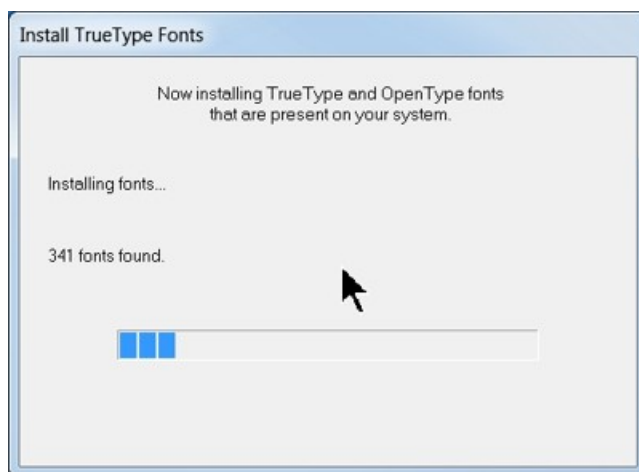 Install TrueType Fonts
Now installing TrueType and OpenType fonts
that are present on your system.
Installing fonts...
341 fonts found.